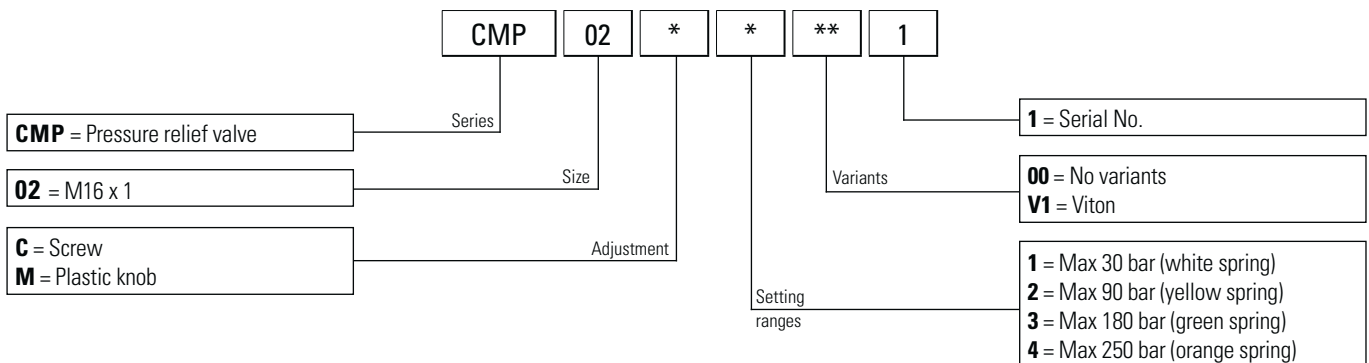 CMP 02 * * ** 1
Series
CMP = Pressure relief valve
Size
02 = M16 x 1
Adjustment
C = Screw
M = Plastic knob
1 = Serial No.
Variants
00 = No variants
V1 = Viton
Setting
ranges
1 = Max 30 bar (white spring)
2 = Max 90 bar (yellow spring)
3 = Max 180 bar (green spring)
4 = Max 250 bar (orange spring)